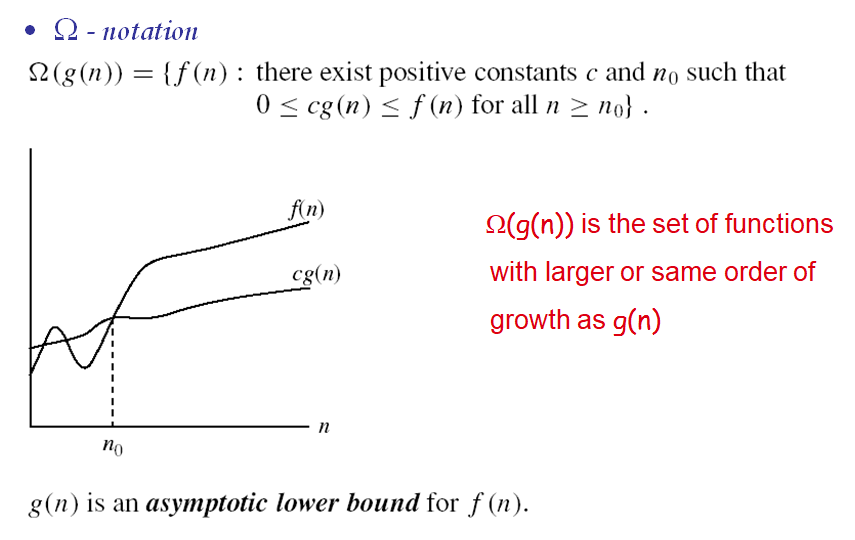 • Ω - notation
Ω(g(n)) = {f(n) : there exist positive constants c and n₀ such that
0 ≤ cg(n) ≤ f(n) for all n ≥ n₀} .
f(n)
cg(n)
n
n₀
Ω(g(n)) is the set of functions
with larger or same order of
growth as g(n)
g(n) is an asymptotic lower bound for f(n).